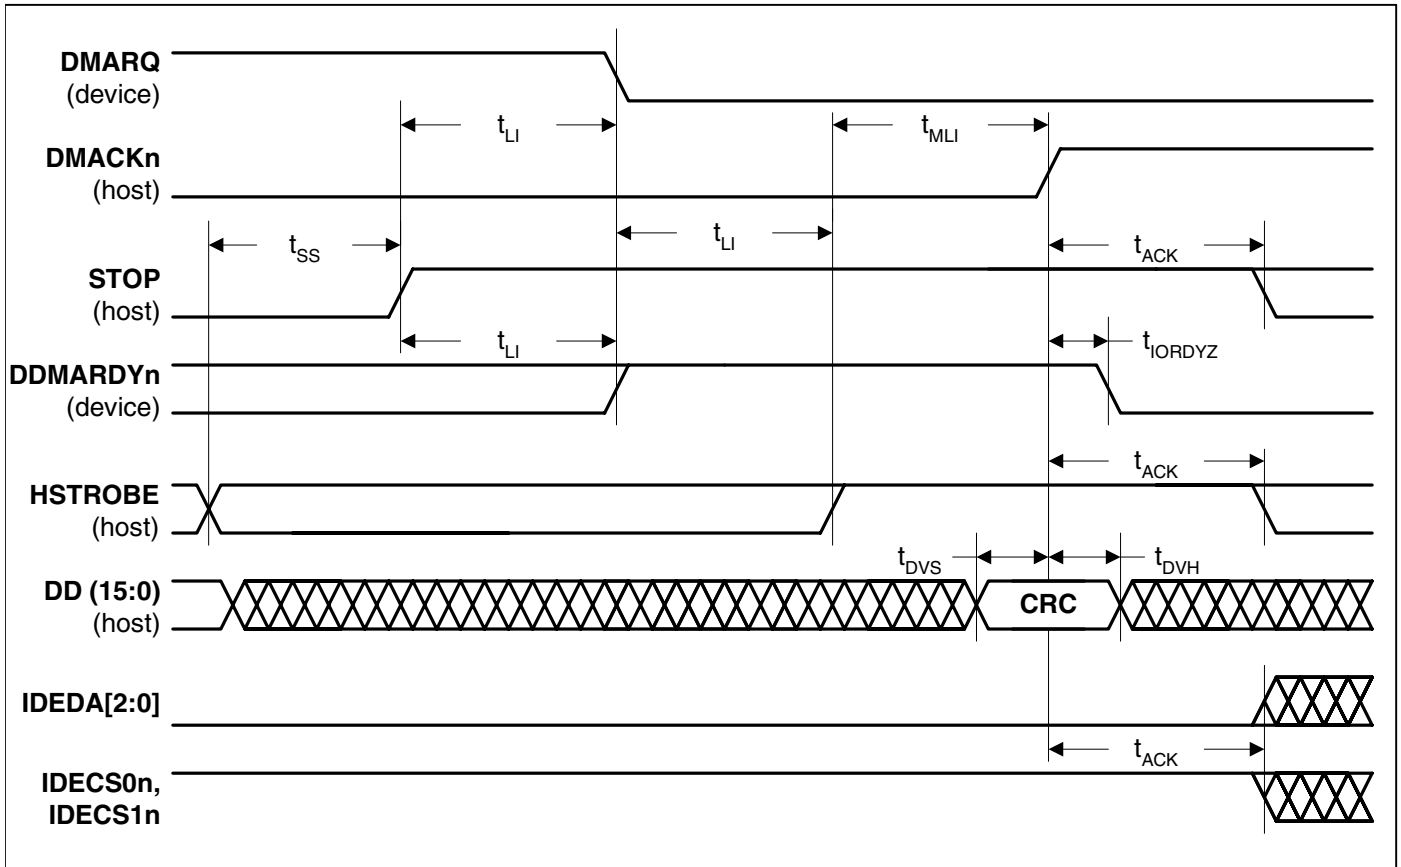 DMARQ
(device)
tLI
tMLI
DMACKn
(host)
tSS
tLI
tACK
STOP
(host)
tLI
tIORDYZ
DDMARDYn
(device)
tACK
HSTROBE
(host)
tDVS
tDVH
DD (15:0)
(host)
CRC
IDEDA[2:0]
tACK
IDECS0n,
IDECS1n